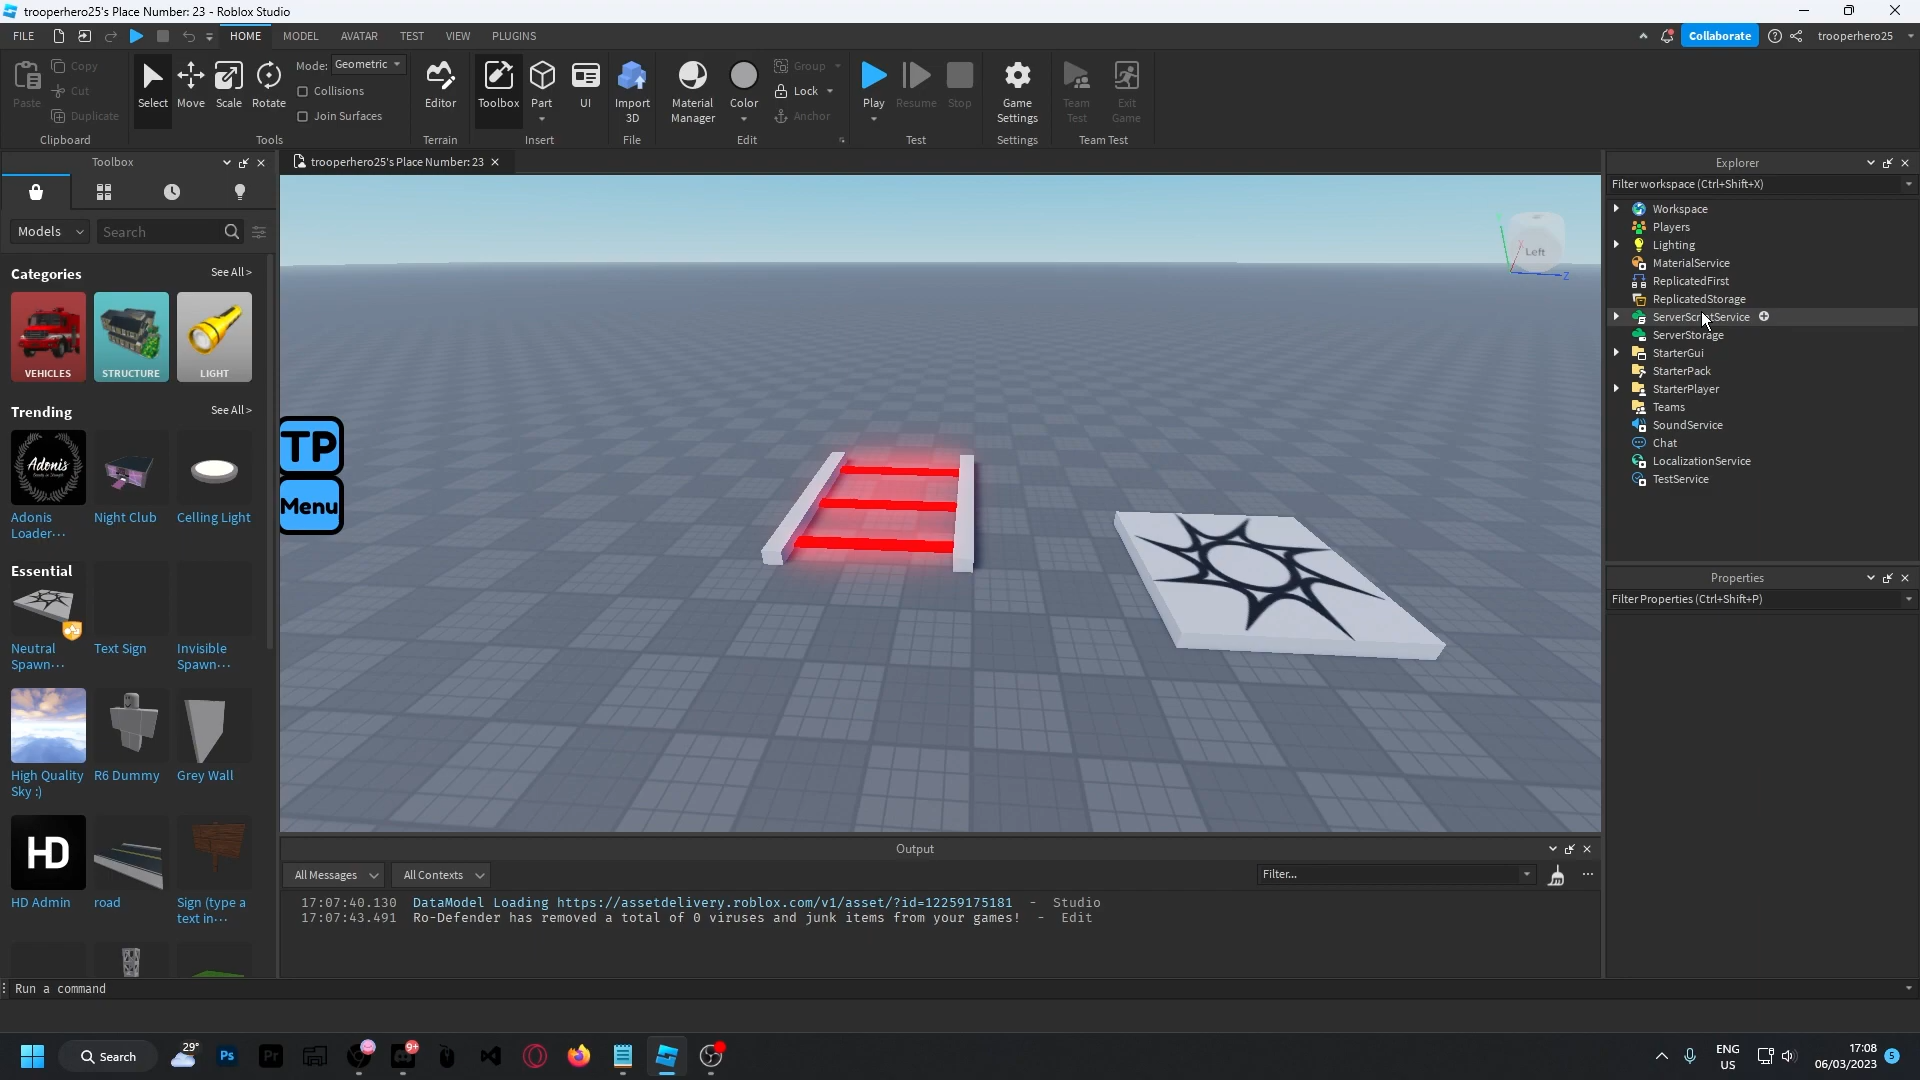 trooperhero25's Place Number: 23 - Roblox Studio
FILE
HOME
MODEL
AVATAR
TEST
VIEW
PLUGINS
Collaborate
trooperhero25
Paste
Copy
Cut
Duplicate
Clipboard
Select
Move
Scale
Rotate
Mode:
Geometric
Collisions
Join Surfaces
Tools
Editor
Terrain
Toolbox
Part
UI
Insert
Import
3D
File
Material
Manager
Color
Group
Lock
Anchor
Edit
Play
Resume
Stop
Test
Game
Settings
Settings
Team
Test
Exit
Game
Team Test
Toolbox
trooperhero25's Place Number: 23
Models
Search
Categories
See All >
VEHICLES
STRUCTURE
LIGHT
Trending
See All >
Adonis
Adonis
Loader...
Night Club
Celling Light
Essential
Neutral
Spawn...
Text Sign
Invisible
Spawn...
High Quality
Sky :)
R6 Dummy
Grey Wall
HD
HD Admin
road
Sign (type a
text in...
TP
Menu
Left
Z
Explorer
Filter workspace (Ctrl+Shift+X)
Workspace
Players
Lighting
MaterialService
ReplicatedFirst
ReplicatedStorage
ServerScriptService
ServerStorage
StarterGui
StarterPack
StarterPlayer
Teams
SoundService
Chat
LocalizationService
TestService
Properties
Filter Properties (Ctrl+Shift+P)
Output
All Messages
All Contexts
Filter...
17:07:40.130 DataModel Loading https://assetdelivery.roblox.com/v1/asset/?id=12259175181 - Studio
17:07:43.491 Ro-Defender has removed a total of 0 viruses and junk items from your games! - Edit
Run a command
Search
29°
Ps
Pr
9+
ENG
US
17:08
06/03/2023
5